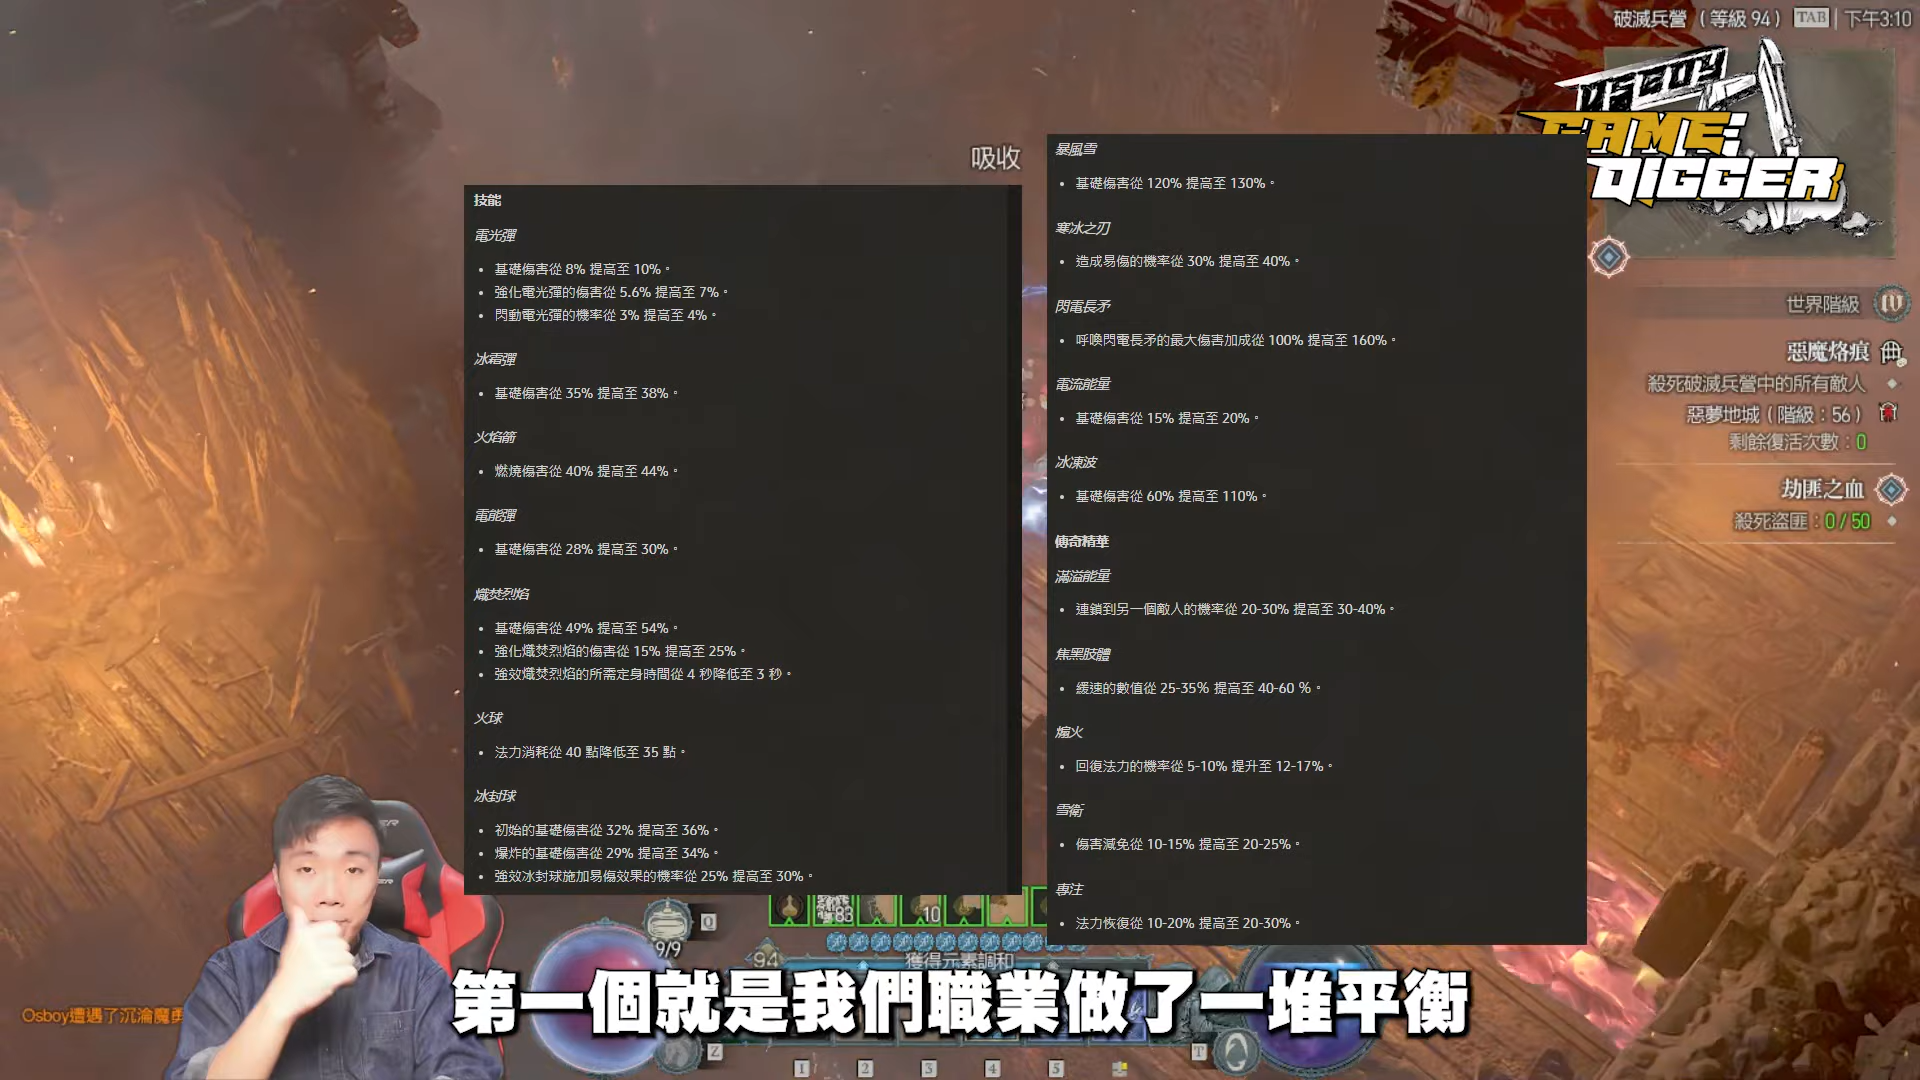 破滅兵營 ( 等級 94 ) TAB 下午3:10
Osboy
GAME:
DIGGER
吸收
技能
電光彈
• 基礎傷害從 8% 提高至 10%。
• 強化電光彈的傷害從 5.6% 提高至 7%。
• 閃動電光彈的機率從 3% 提高至 4%。
冰霜彈
• 基礎傷害從 35% 提高至 38%。
火焰箭
• 燃燒傷害從 40% 提高至 44%。
電能彈
• 基礎傷害從 28% 提高至 30%。
熾焚烈焰
• 基礎傷害從 49% 提高至 54%。
• 強化熾焚烈焰的傷害從 15% 提高至 25%。
• 強效熾焚烈焰的所需定身時間從 4 秒降低至 3 秒。
火球
• 法力消耗從 40 點降低至 35 點。
冰封球
• 初始的基礎傷害從 32% 提高至 36%。
• 爆炸的基礎傷害從 29% 提高至 34%。
• 強效冰封球施加易傷效果的機率從 25% 提高至 30%。
暴風雪
• 基礎傷害從 120% 提高至 130%。
寒冰之刃
• 造成易傷的機率從 30% 提高至 40%。
閃電長矛
• 呼喚閃電長矛的最大傷害加成從 100% 提高至 160%。
電流能量
• 基礎傷害從 15% 提高至 20%。
冰凍波
• 基礎傷害從 60% 提高至 110%。
傳奇精華
滿溢能量
• 連鎖到另一個敵人的機率從 20-30% 提高至 30-40%。
焦黑肢體
• 緩速的數值從 25-35% 提高至 40-60 %。
煽火
• 回復法力的機率從 5-10% 提升至 12-17%。
雪衛
• 傷害減免從 10-15% 提高至 20-25%。
專注
• 法力恢復從 10-20% 提高至 20-30%。
世界階級 IV
惡魔烙痕
殺死破滅兵營中的所有敵人
惡夢地城 ( 階級：56 )
剩餘復活次數：0
劫匪之血
殺死盜匪：0 / 50
Q
9/9
83
10
94
獲得元素調和
Osboy遭遇了沉淪魔勇
第一個就是我們職業做了一堆平衡
Z
T
1 2 3 4 5